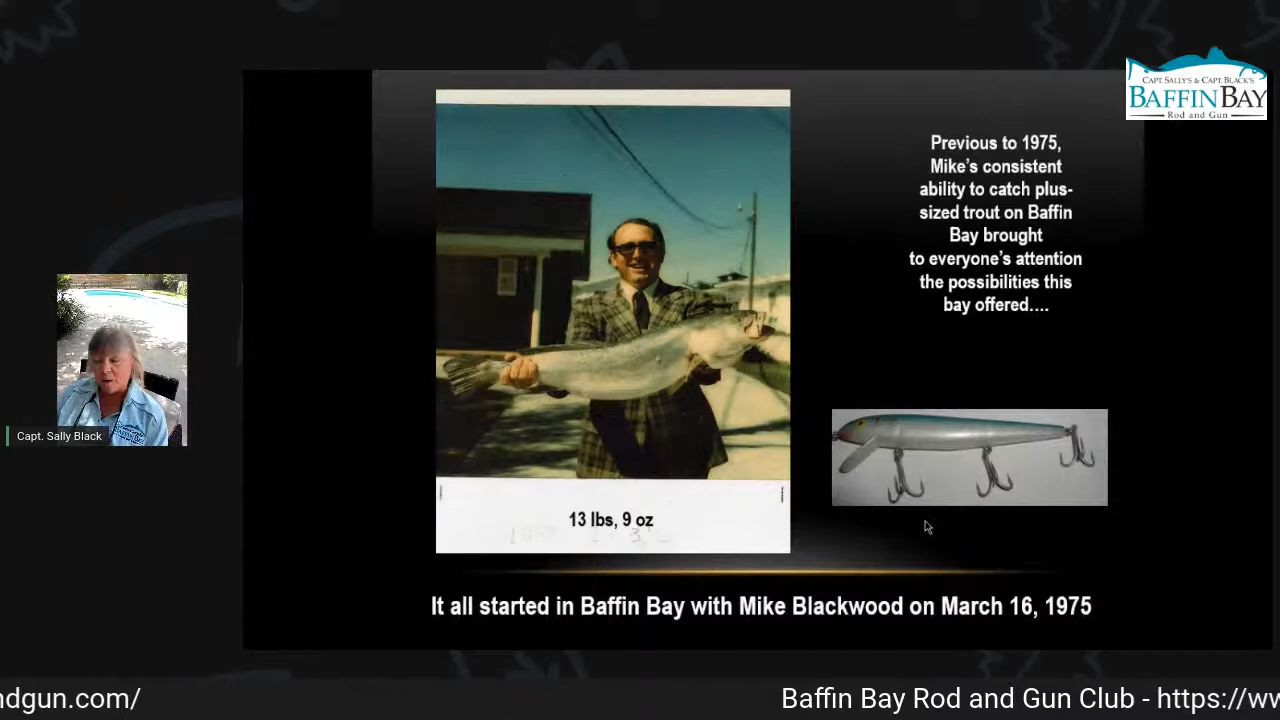 CAPT. SALLY'S & CAPT. BLACK'S
BAFFIN BAY
Rod and Gun
Previous to 1975,
Mike's consistent
ability to catch plus-
sized trout on Baffin
Bay brought
to everyone's attention
the possibilities this
bay offered....
Capt. Sally Black
13 lbs, 9 oz
It all started in Baffin Bay with Mike Blackwood on March 16, 1975
ndgun.com/
Baffin Bay Rod and Gun Club - https://ww